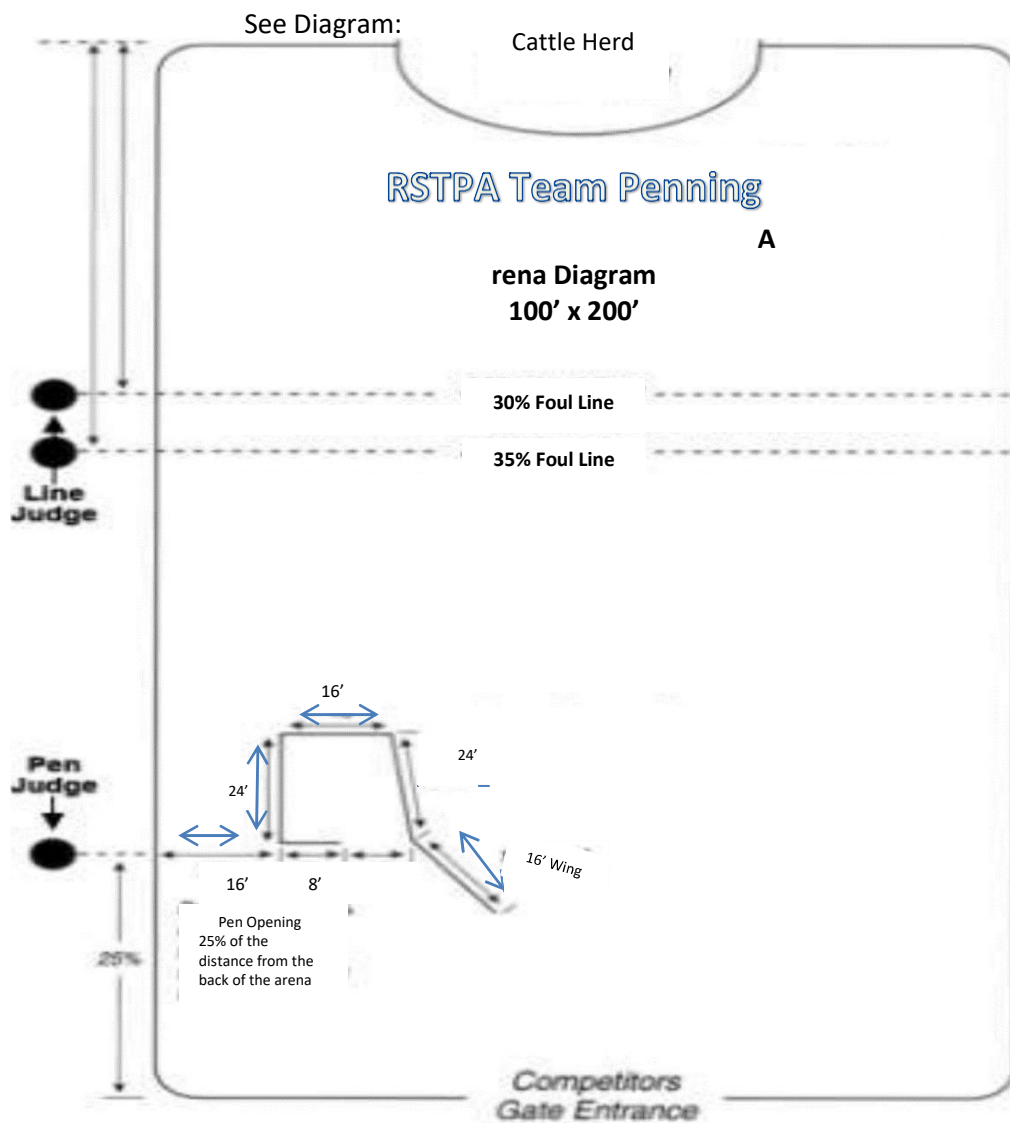 See Diagram:
Cattle Herd
RSTPA Team Penning
A
rena Diagram
100’ x 200’
30% Foul Line
35% Foul Line
Line
Judge
16’
24’
24’
Pen
Judge
16’ Wing
16’
8’
Pen Opening
25% of the
distance from the
back of the arena
25%
Competitors
Gate Entrance